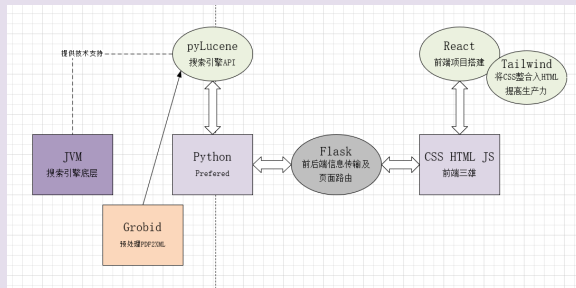 pyLucene
搜索引擎API
React
前端项目搭建
Tailwind
将CSS整合入HTML
提高生产力
提供技术支持
JVM
搜索引擎底层
Python
Prefered
Flask
前后端信息传输及
页面路由
CSS HTML JS
前端三雄
Grobid
预处理PDF2XML